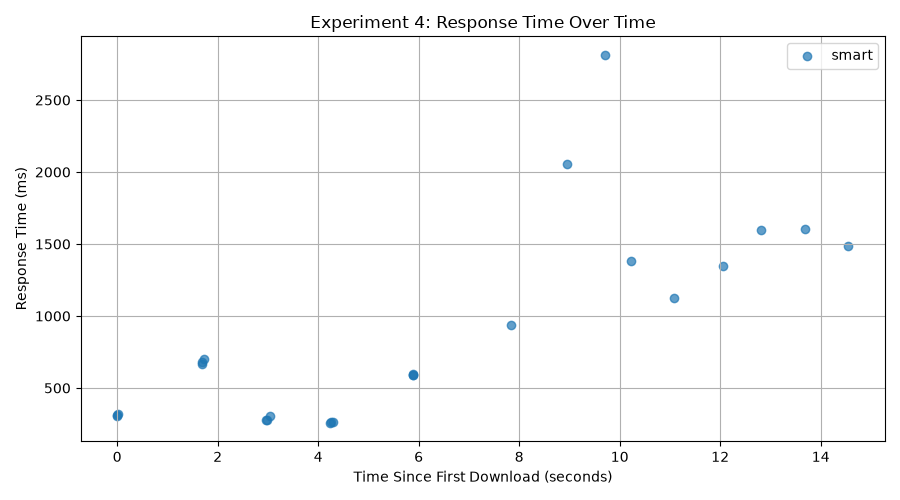 Experiment 4: Response Time Over Time
smart
Response Time (ms)
2500
2000
1500
1000
500
0 2 4 6 8 10 12 14
Time Since First Download (seconds)